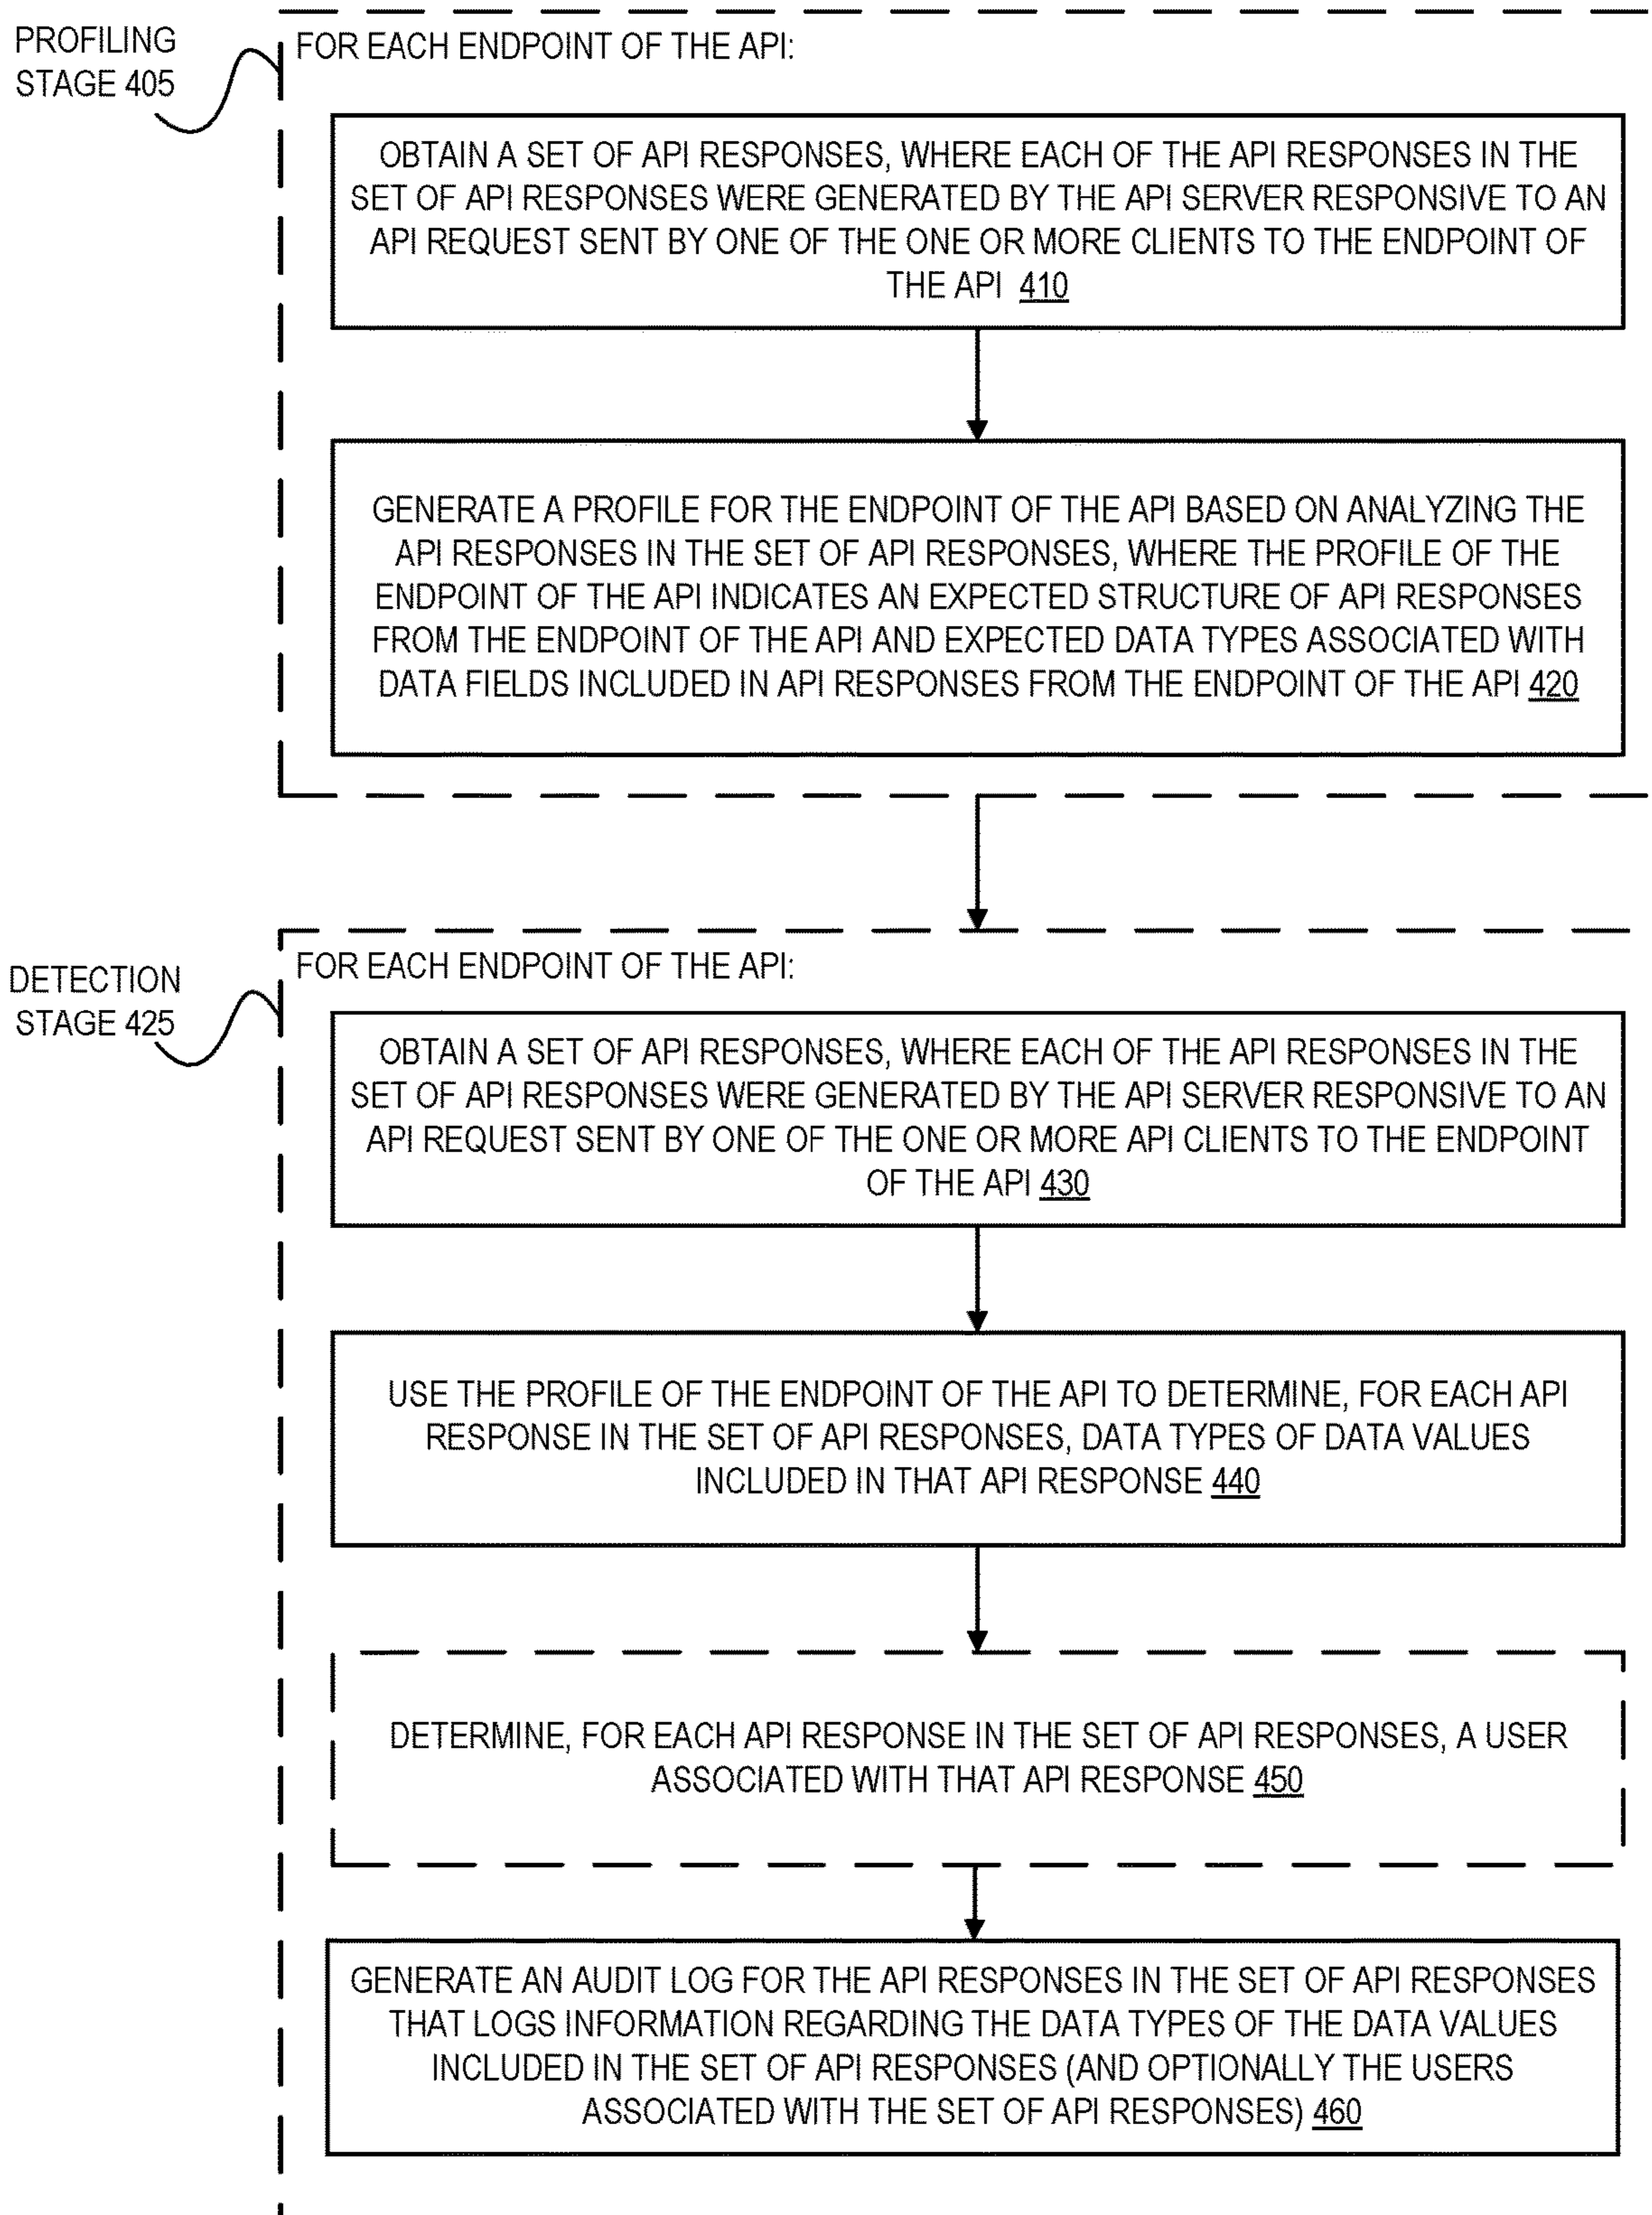 PROFILING
STAGE 405
FOR EACH ENDPOINT OF THE API:
OBTAIN A SET OF API RESPONSES, WHERE EACH OF THE API RESPONSES IN THE
SET OF API RESPONSES WERE GENERATED BY THE API SERVER RESPONSIVE TO AN
API REQUEST SENT BY ONE OF THE ONE OR MORE CLIENTS TO THE ENDPOINT OF
THE API 410
GENERATE A PROFILE FOR THE ENDPOINT OF THE API BASED ON ANALYZING THE
API RESPONSES IN THE SET OF API RESPONSES, WHERE THE PROFILE OF THE
ENDPOINT OF THE API INDICATES AN EXPECTED STRUCTURE OF API RESPONSES
FROM THE ENDPOINT OF THE API AND EXPECTED DATA TYPES ASSOCIATED WITH
DATA FIELDS INCLUDED IN API RESPONSES FROM THE ENDPOINT OF THE API 420
DETECTION
STAGE 425
FOR EACH ENDPOINT OF THE API:
OBTAIN A SET OF API RESPONSES, WHERE EACH OF THE API RESPONSES IN THE
SET OF API RESPONSES WERE GENERATED BY THE API SERVER RESPONSIVE TO AN
API REQUEST SENT BY ONE OF THE ONE OR MORE API CLIENTS TO THE ENDPOINT
OF THE API 430
USE THE PROFILE OF THE ENDPOINT OF THE API TO DETERMINE, FOR EACH API
RESPONSE IN THE SET OF API RESPONSES, DATA TYPES OF DATA VALUES
INCLUDED IN THAT API RESPONSE 440
DETERMINE, FOR EACH API RESPONSE IN THE SET OF API RESPONSES, A USER
ASSOCIATED WITH THAT API RESPONSE 450
GENERATE AN AUDIT LOG FOR THE API RESPONSES IN THE SET OF API RESPONSES
THAT LOGS INFORMATION REGARDING THE DATA TYPES OF THE DATA VALUES
INCLUDED IN THE SET OF API RESPONSES (AND OPTIONALLY THE USERS
ASSOCIATED WITH THE SET OF API RESPONSES) 460